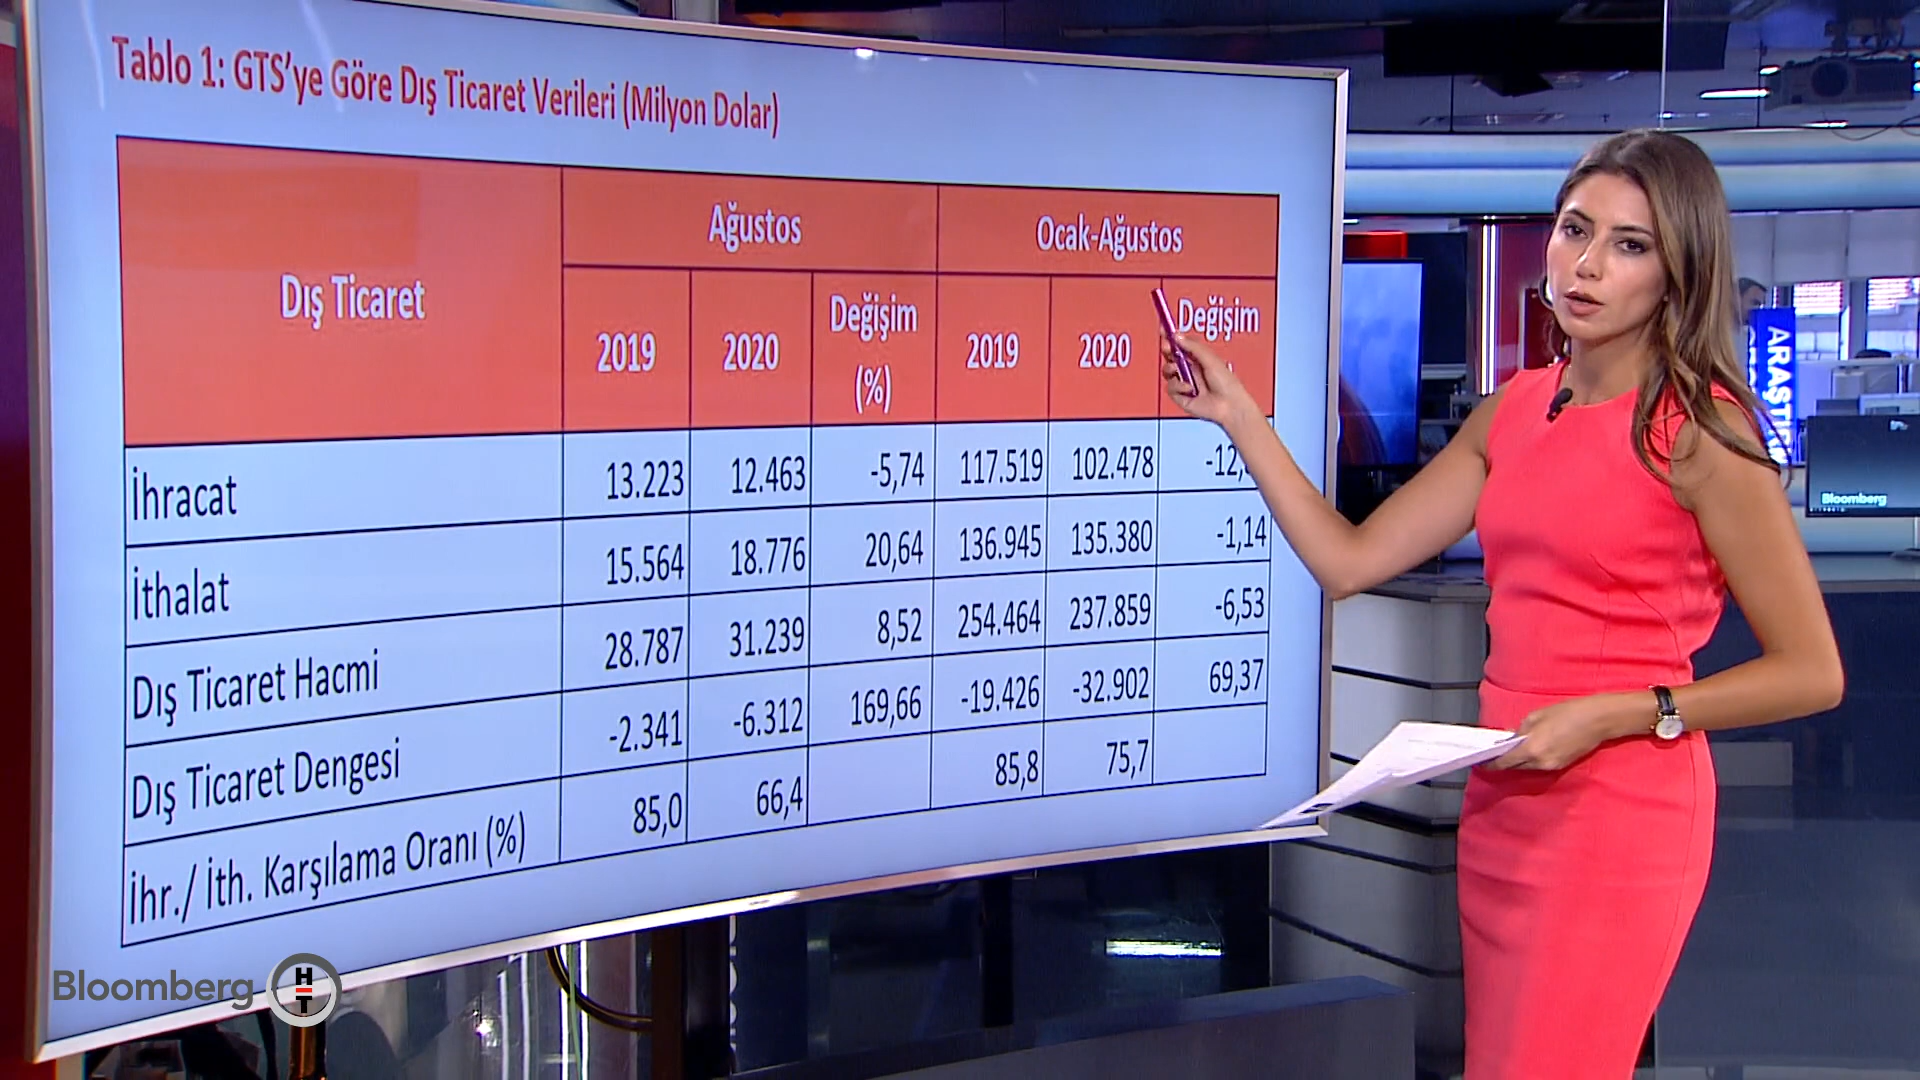 Tablo 1: GTS'ye Göre Dış Ticaret Verileri (Milyon Dolar)
Dış Ticaret
Ağustos
Ocak-Ağustos
2019
2020
Değişim
(%)
2019
2020
Değişim
İhracat
13.223
12.463
-5,74
117.519
102.478
İthalat
15.564
18.776
20,64
136.945
135.380
-1,14
Dış Ticaret Hacmi
28.787
31.239
8,52
254.464
237.859
-6,53
Dış Ticaret Dengesi
-2.341
-6.312
169,66
-19.426
-32.902
69,37
İhr./ İth. Karşılama Oranı (%)
85,0
66,4
85,8
75,7
Bloomberg HT
Bloomberg